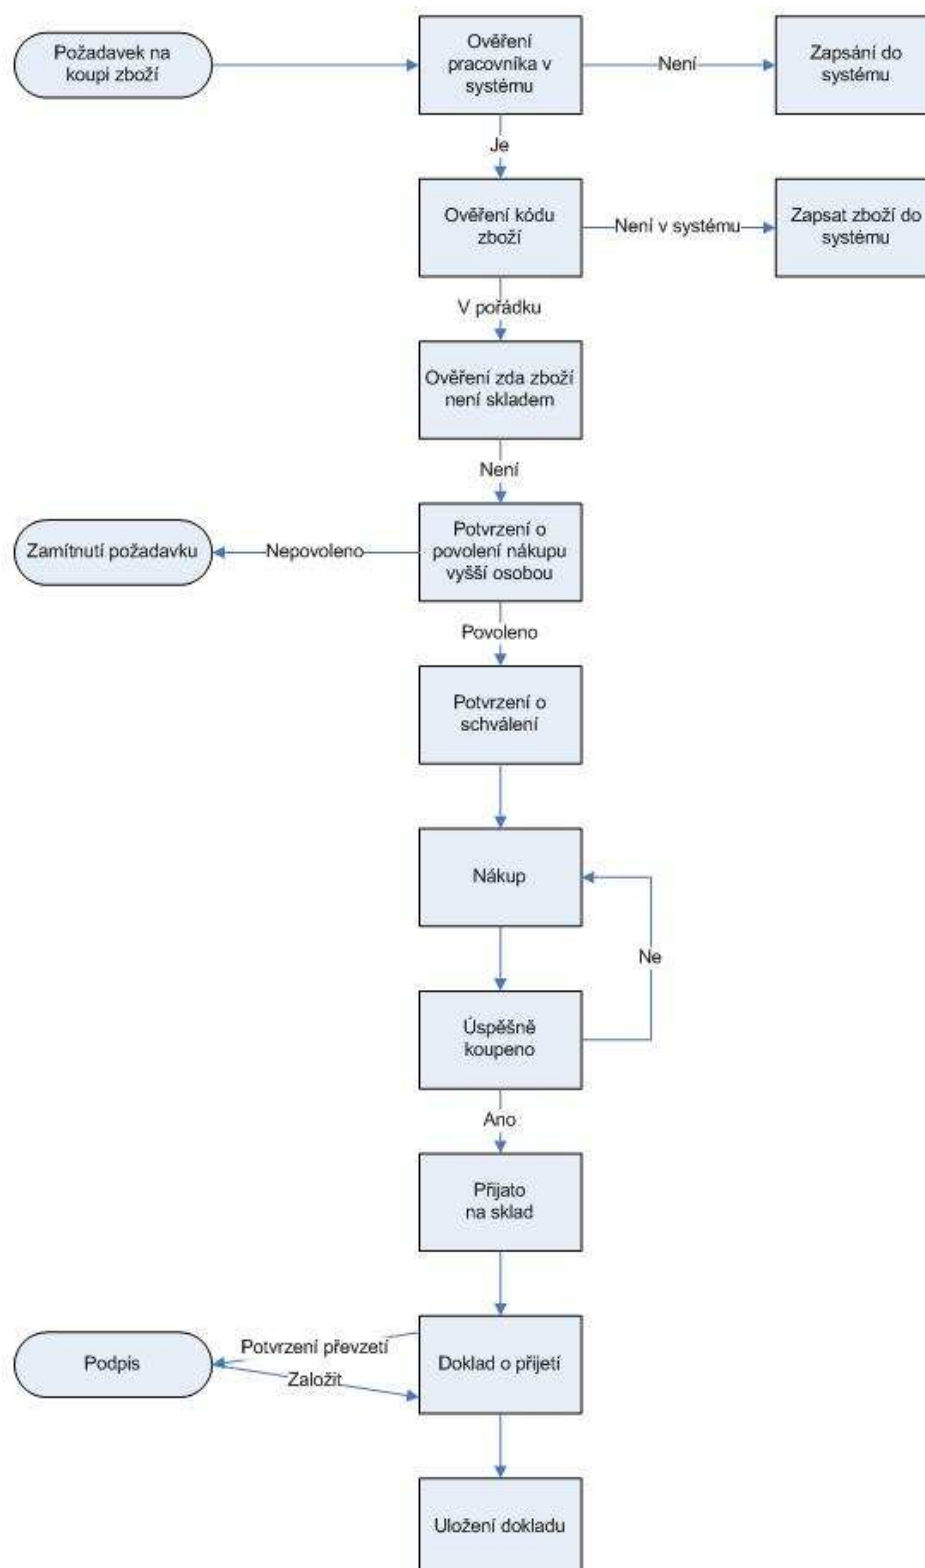 Požadavek na
koupi zboží
Ověření
pracovníka v
systému
Není
Zapsání do
systému
Je
Ověření kódu
zboží
Není v systému
Zapsat zboží do
systému
V pořádku
Ověření zda zboží
není skladem
Není
Zamítnutí požadavku
Nepovoleno
Potvrzení o
povolení nákupu
vyšší osobou
Povoleno
Potvrzení o
schválení
Nákup
Ne
Úspěšně
koupeno
Ano
Přijato
na sklad
Podpis
Potvrzení převzetí
Založit
Doklad o přijetí
Uložení dokladu